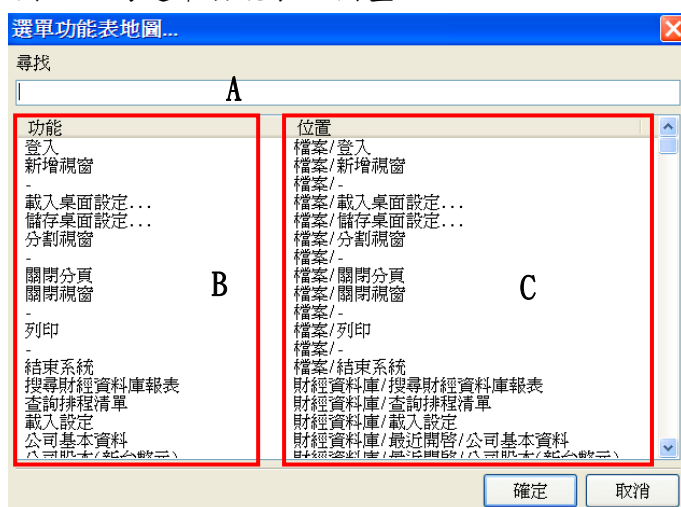 選單功能表地圖...
尋找
A
功能 位置
登入 檔案/登入
新增視窗 檔案/新增視窗
- 檔案/-
載入桌面設定... 檔案/載入桌面設定...
儲存桌面設定... 檔案/儲存桌面設定...
分割視窗 檔案/分割視窗
- 檔案/-
關閉分頁 檔案/關閉分頁
關閉視窗 檔案/關閉視窗
B C
- 檔案/-
列印 檔案/列印
- 檔案/-
結束系統 檔案/結束系統
搜尋財經資料庫報表 財經資料庫/搜尋財經資料庫報表
查詢排程清單 財經資料庫/查詢排程清單
載入設定 財經資料庫/載入設定
公司基本資料 財經資料庫/最近開啓/公司基本資料
確定 取消